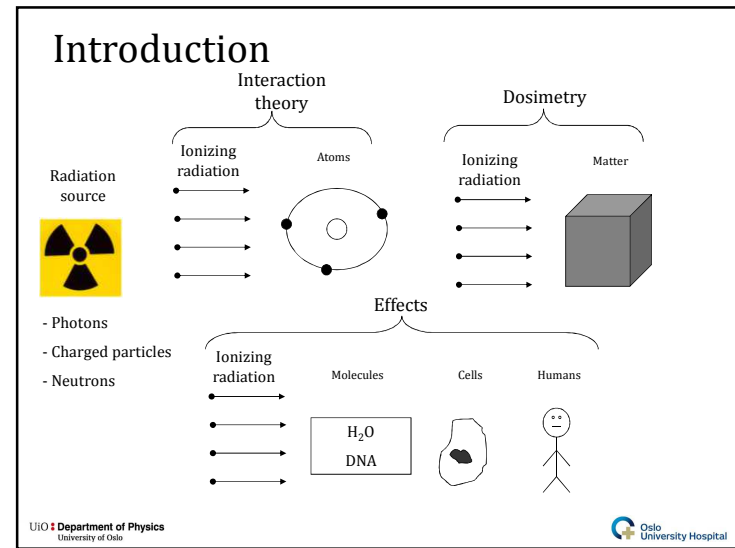 Introduction
Interaction
theory
Dosimetry
Radiation
source
Ionizing
radiation
Atoms
Ionizing
radiation
Matter
- Photons
- Charged particles
- Neutrons
Effects
Ionizing
radiation
Molecules
Cells
Humans
H₂O
DNA
UiO Department of Physics
University of Oslo
Oslo
University Hospital